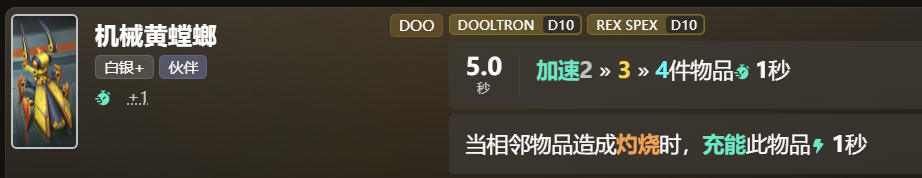 机械黄螳螂
白银+ 伙伴
+1
DOO DOOLTRON D10 REX SPEX D10
5.0
秒
加速2 » 3 » 4件物品 1秒
当相邻物品造成灼烧时，充能此物品 1秒